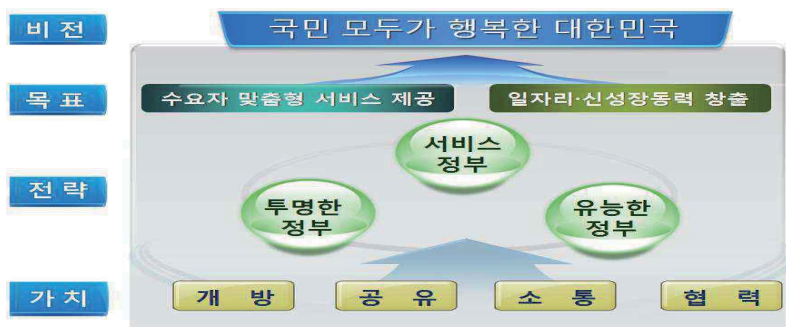 비 전
국민 모두가 행복한 대한민국
목 표
수요자 맞춤형 서비스 제공
일자리·신성장동력 창출
전 략
서비스
정부
투명한
정부
유능한
정부
가 치
개 방
공 유
소 통
협 력